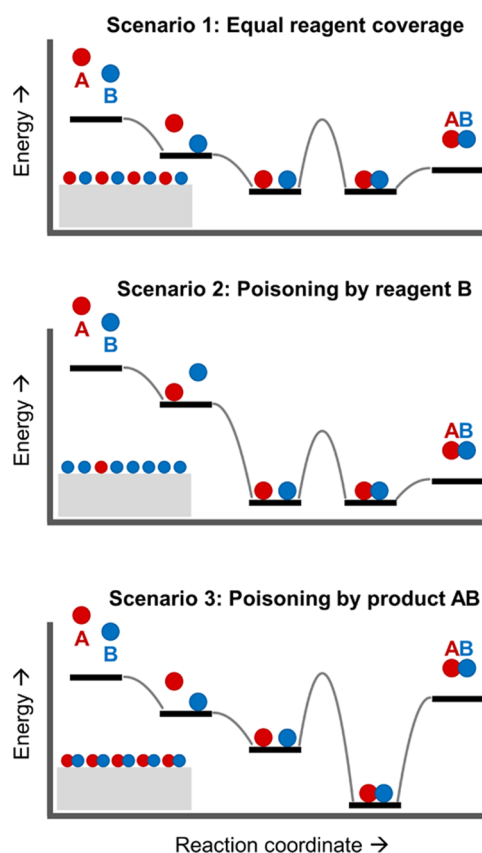 Scenario 1: Equal reagent coverage
A
B
AB
Energy →
Scenario 2: Poisoning by reagent B
A
B
AB
Energy →
Scenario 3: Poisoning by product AB
A
B
AB
Energy →
Reaction coordinate →